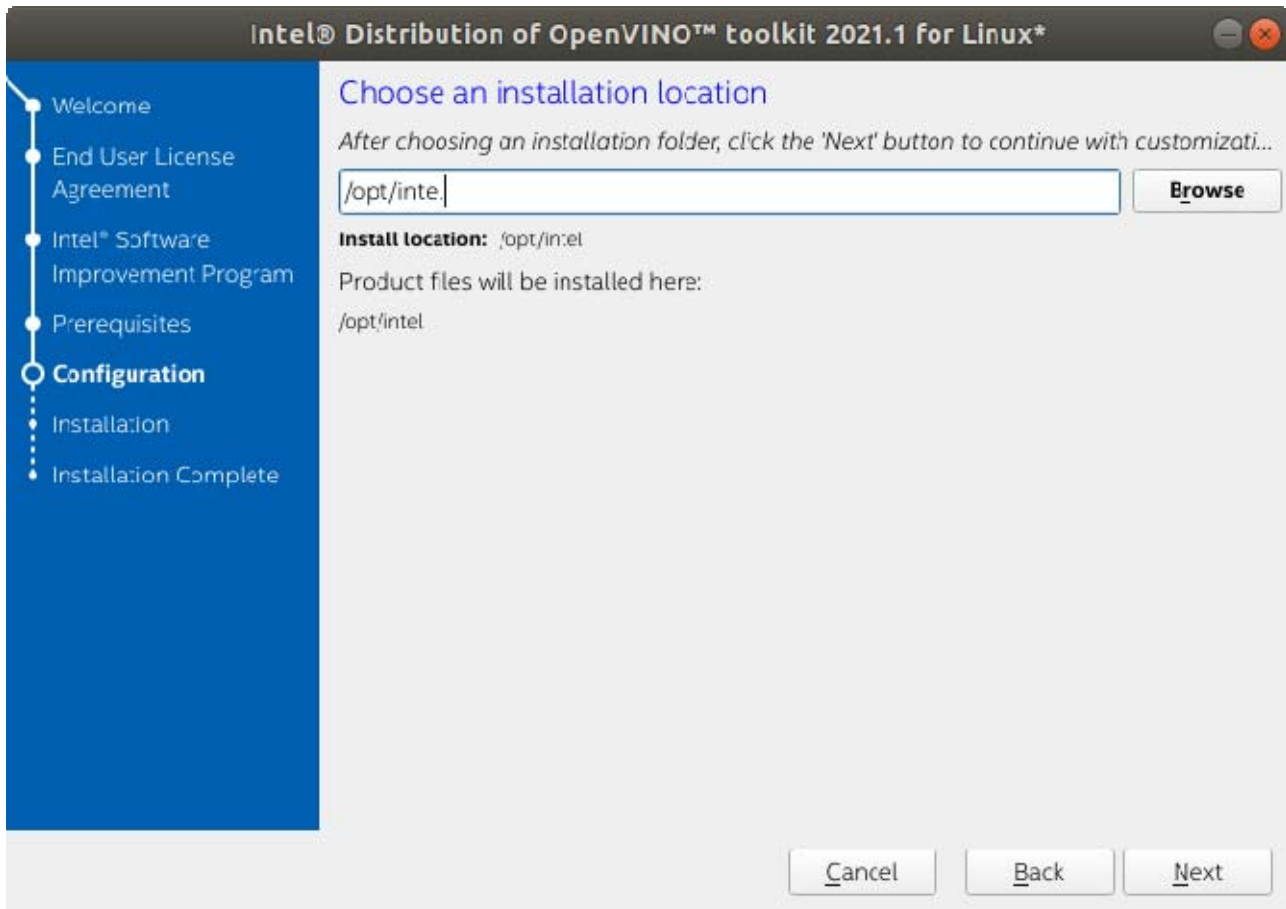 Intel® Distribution of OpenVINO™ toolkit 2021.1 for Linux*
Welcome
End User License
Agreement
Intel® Software
Improvement Program
Prerequisites
Configuration
Installation
Installation Complete
Choose an installation location
After choosing an installation folder, click the 'Next' button to continue with customizati...
/opt/intel
Browse
Install location: /opt/intel
Product files will be installed here:
/opt/intel
Cancel
Back
Next